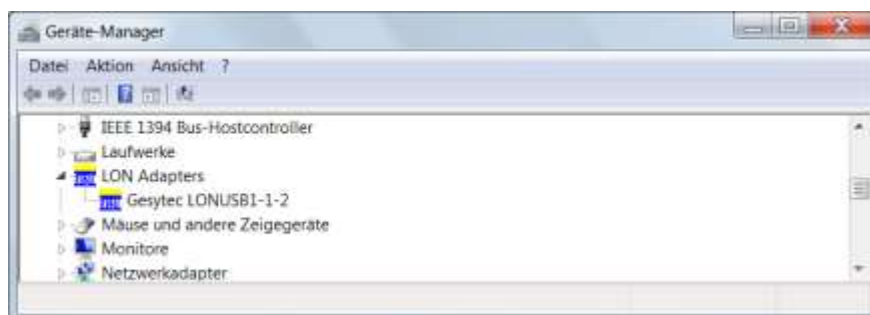 Geräte-Manager
Datei Aktion Ansicht ?
IEEE 1394 Bus-Hostcontroller
Laufwerke
LON Adapters
Gesytec LONUSB1-1-2
Mäuse und andere Zeigegeräte
Monitore
Netzwerkadapter